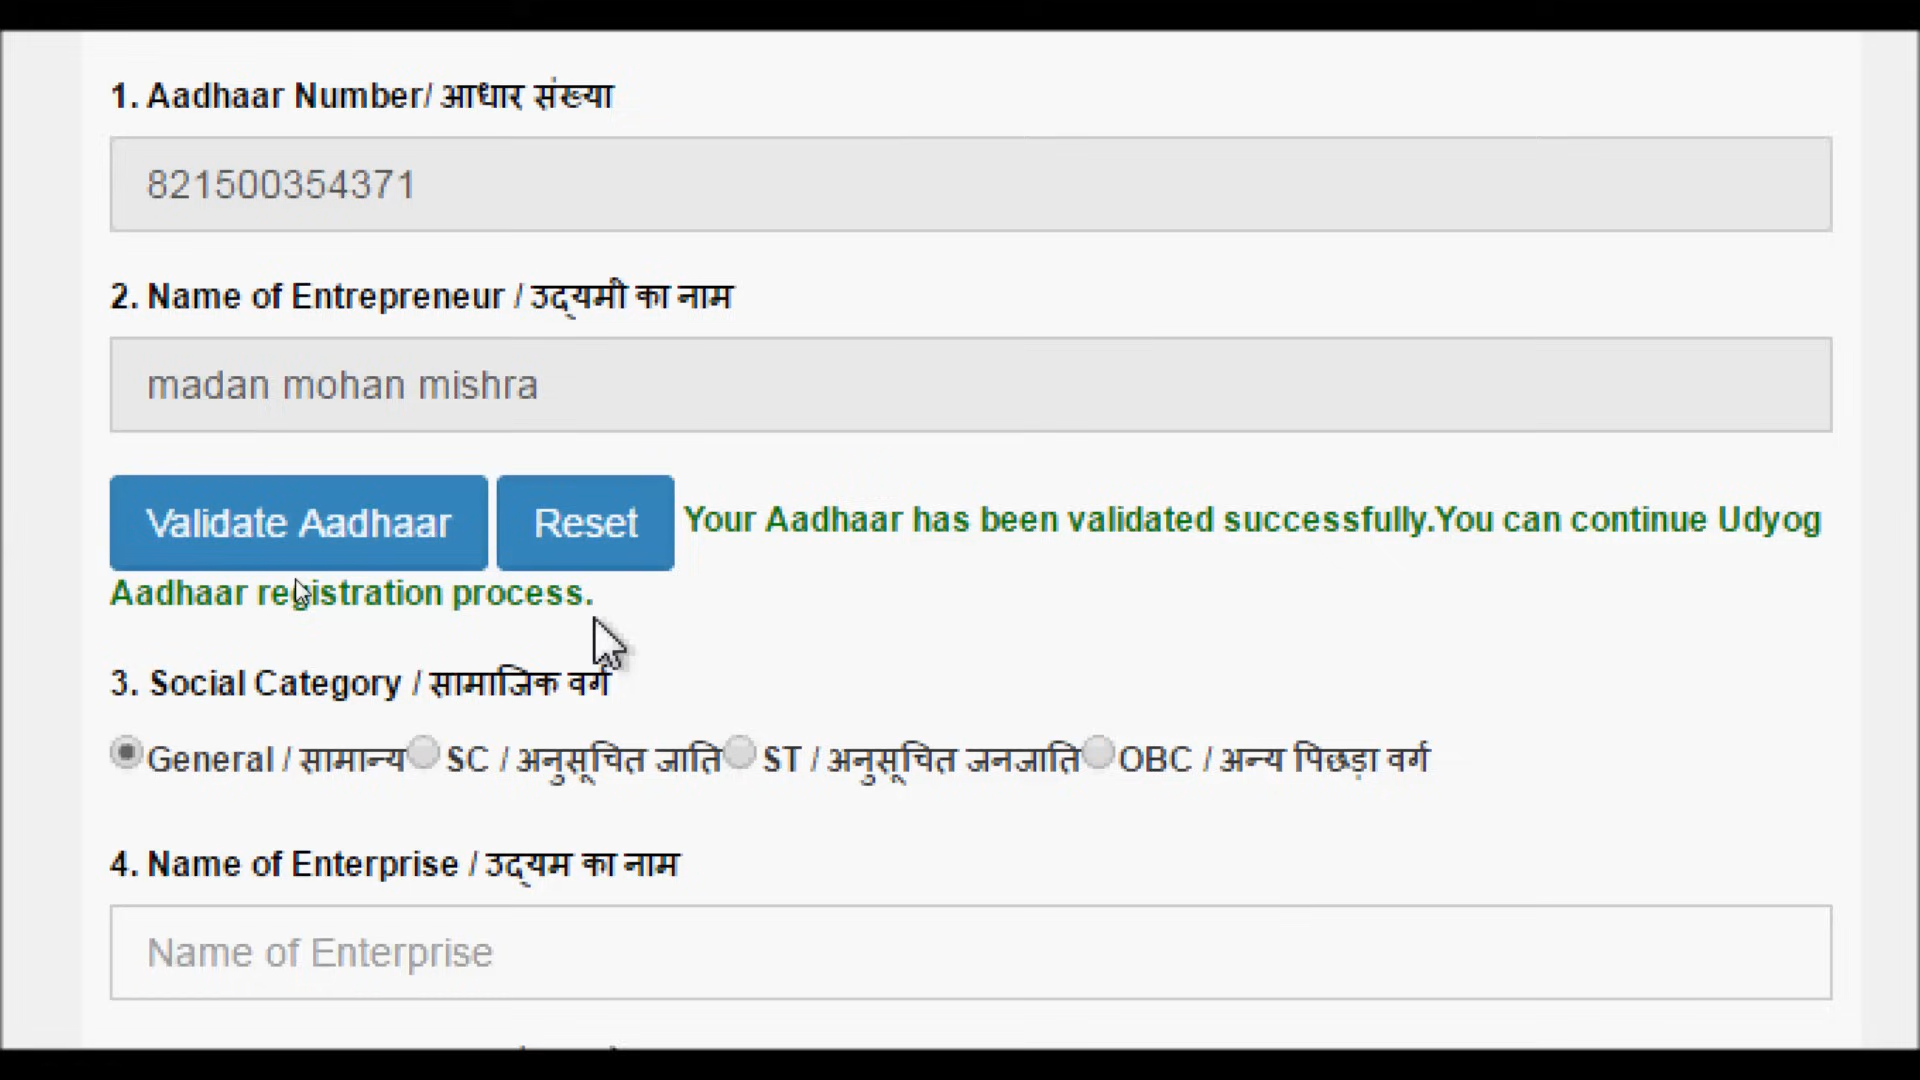 1. Aadhaar Number/ आधार संख्या
821500354371
2. Name of Entrepreneur / उद्यमी का नाम
madan mohan mishra
Validate Aadhaar Reset Your Aadhaar has been validated successfully.You can continue Udyog
Aadhaar registration process.
3. Social Category / सामाजिक वर्ग
General / सामान्य SC / अनुसूचित जाति ST / अनुसूचित जनजाति OBC / अन्य पिछड़ा वर्ग
4. Name of Enterprise / उद्यम का नाम
Name of Enterprise